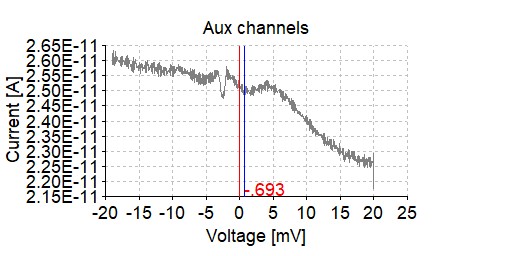 Aux channels
2.65E-11
2.60E-11
2.55E-11
2.50E-11
2.45E-11
2.40E-11
2.35E-11
2.30E-11
2.25E-11
2.20E-11
2.15E-11
Current [A]
-.693
-20 -15 -10 -5 0 5 10 15 20 25
Voltage [mV]